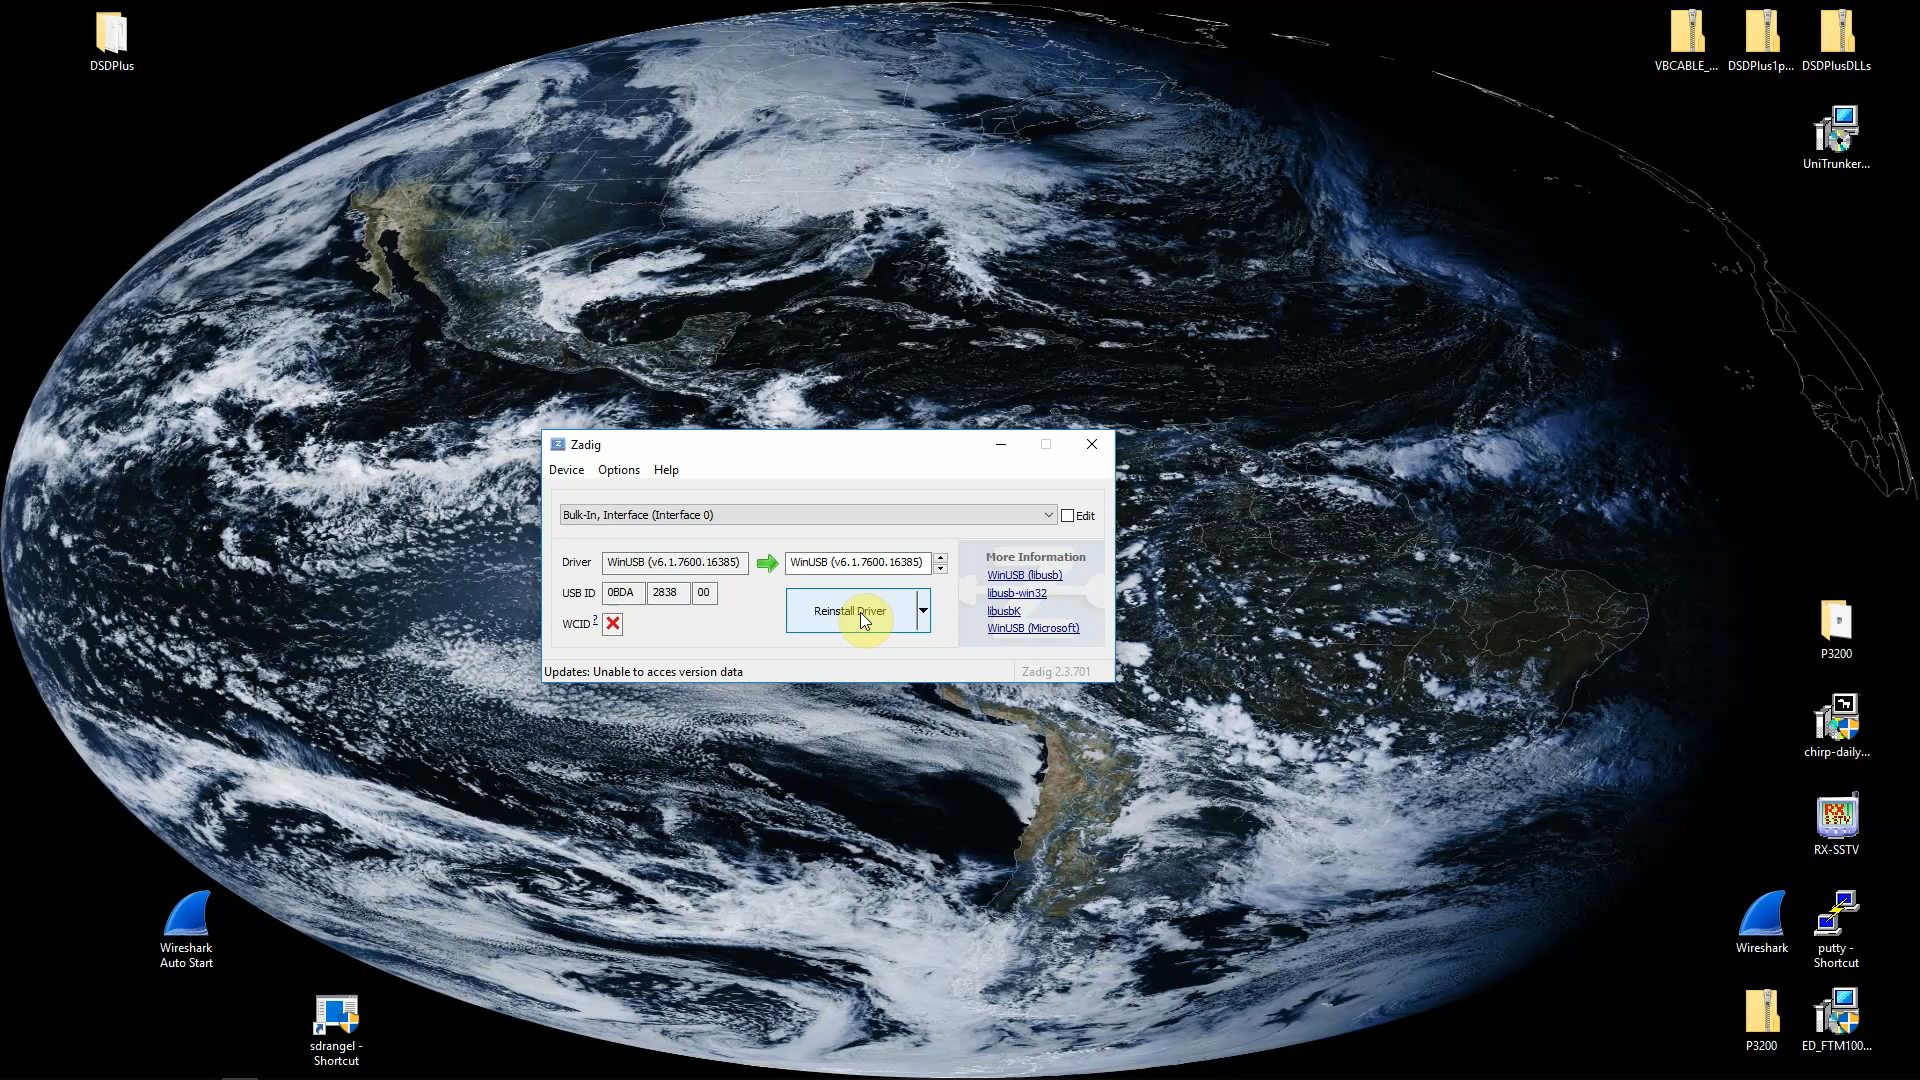 DSDPlus
VBCABLE_...
DSDPlus1p...
DSDPlusDLLs
UniTrunker...
Zadig
Device Options Help
Bulk-In, Interface (Interface 0)
Edit
Driver
WinUSB (v6.1.7600.16385)
WinUSB (v6.1.7600.16385)
USB ID
0BDA
2838
00
WCID ?
Reinstall Driver
More Information
WinUSB (libusb)
libusb-win32
libusbK
WinUSB (Microsoft)
Updates: Unable to acces version data
Zadig 2.3.701
P3200
chirp-daily...
RX
S-STV
RX-SSTV
Wireshark
Auto Start
Wireshark
putty -
Shortcut
sdrangel -
Shortcut
P3200
ED_FTM100...